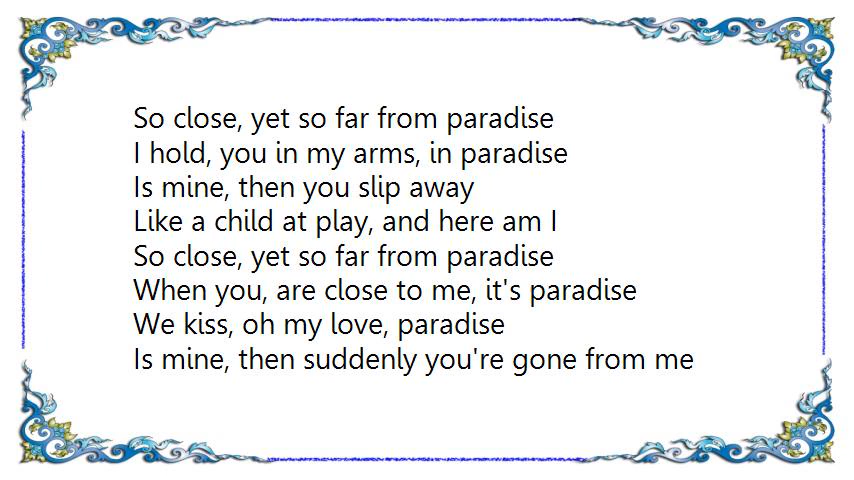 So close, yet so far from paradise
I hold, you in my arms, in paradise
Is mine, then you slip away
Like a child at play, and here am I
So close, yet so far from paradise
When you, are close to me, it's paradise
We kiss, oh my love, paradise
Is mine, then suddenly you're gone from me